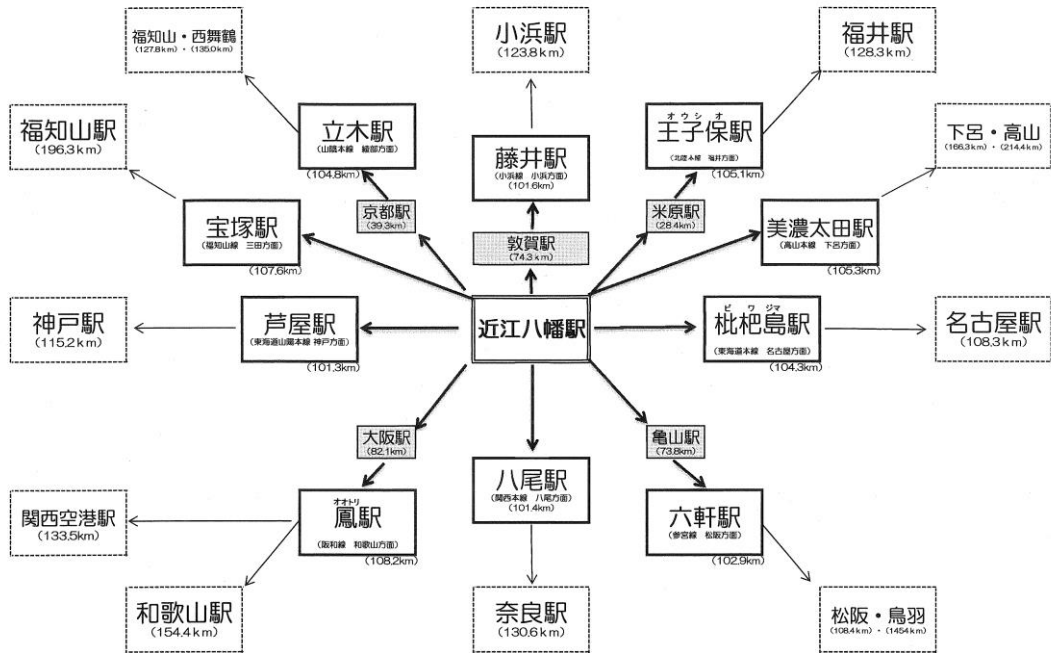 福知山・西舞鶴
(127.8km)・(135.0km)
小浜駅
(123.8km)
福井駅
(128.3km)
福知山駅
(196.3km)
立木駅
(山陰本線 綾部方面)
(104.8km)
藤井駅
(小浜線 小浜方面)
(101.6km)
オウシオ
王子保駅
(北陸本線 福井方面)
(105.1km)
下呂・高山
(166.3km)・(214.4km)
宝塚駅
(福知山線 三田方面)
(107.6km)
京都駅
(39.3km)
敦賀駅
(74.3km)
米原駅
(28.4km)
美濃太田駅
(高山本線 下呂方面)
(105.3km)
神戸駅
(115.2km)
芦屋駅
(東海道山陽本線 神戸方面)
(101.3km)
近江八幡駅
ビワジマ
枇杷島駅
(東海道本線 名古屋方面)
(104.3km)
名古屋駅
(108.3km)
大阪駅
(82.1km)
亀山駅
(73.8km)
関西空港駅
(133.5km)
オオトリ
鳳駅
(阪和線 和歌山方面)
(108.2km)
八尾駅
(関西本線 八尾方面)
(101.4km)
六軒駅
(参宮線 松阪方面)
(102.9km)
和歌山駅
(154.4km)
奈良駅
(130.6km)
松阪・鳥羽
(108.4km)・(1454km)